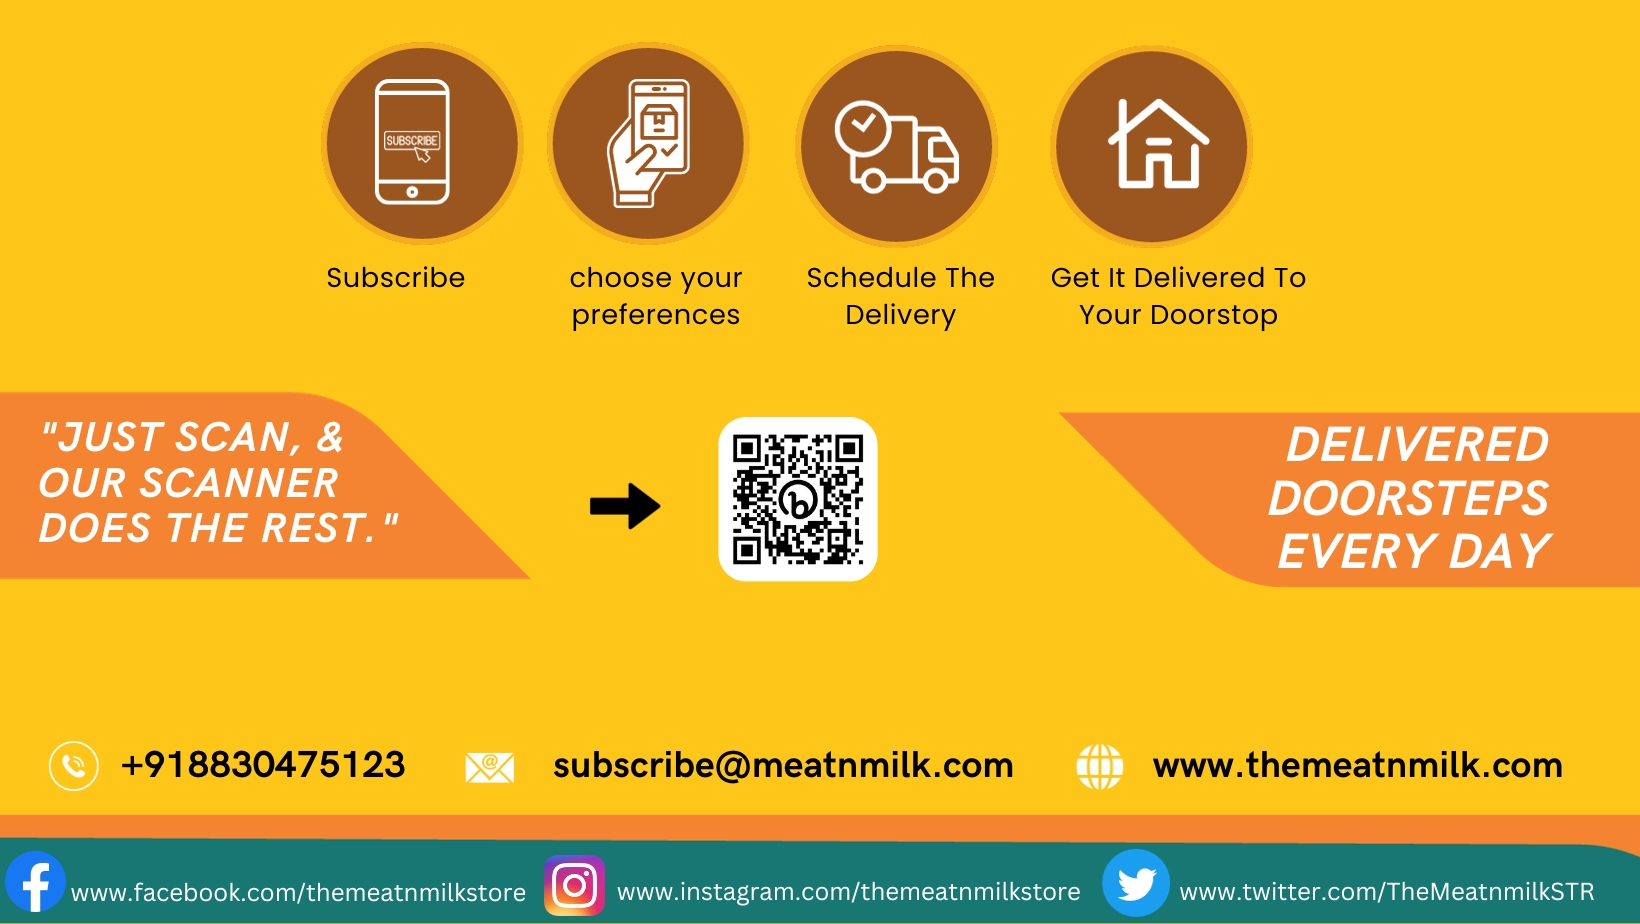 SUBSCRIBE
Subscribe
choose your
preferences
Schedule The
Delivery
Get It Delivered To
Your Doorstop
"JUST SCAN, &
OUR SCANNER
DOES THE REST."
DELIVERED
DOORSTEPS
EVERY DAY
+918830475123
subscribe@meatnmilk.com
www.themeatnmilk.com
www.facebook.com/themeatnmilkstore
www.instagram.com/themeatnmilkstore
www.twitter.com/TheMeatnmilkSTR